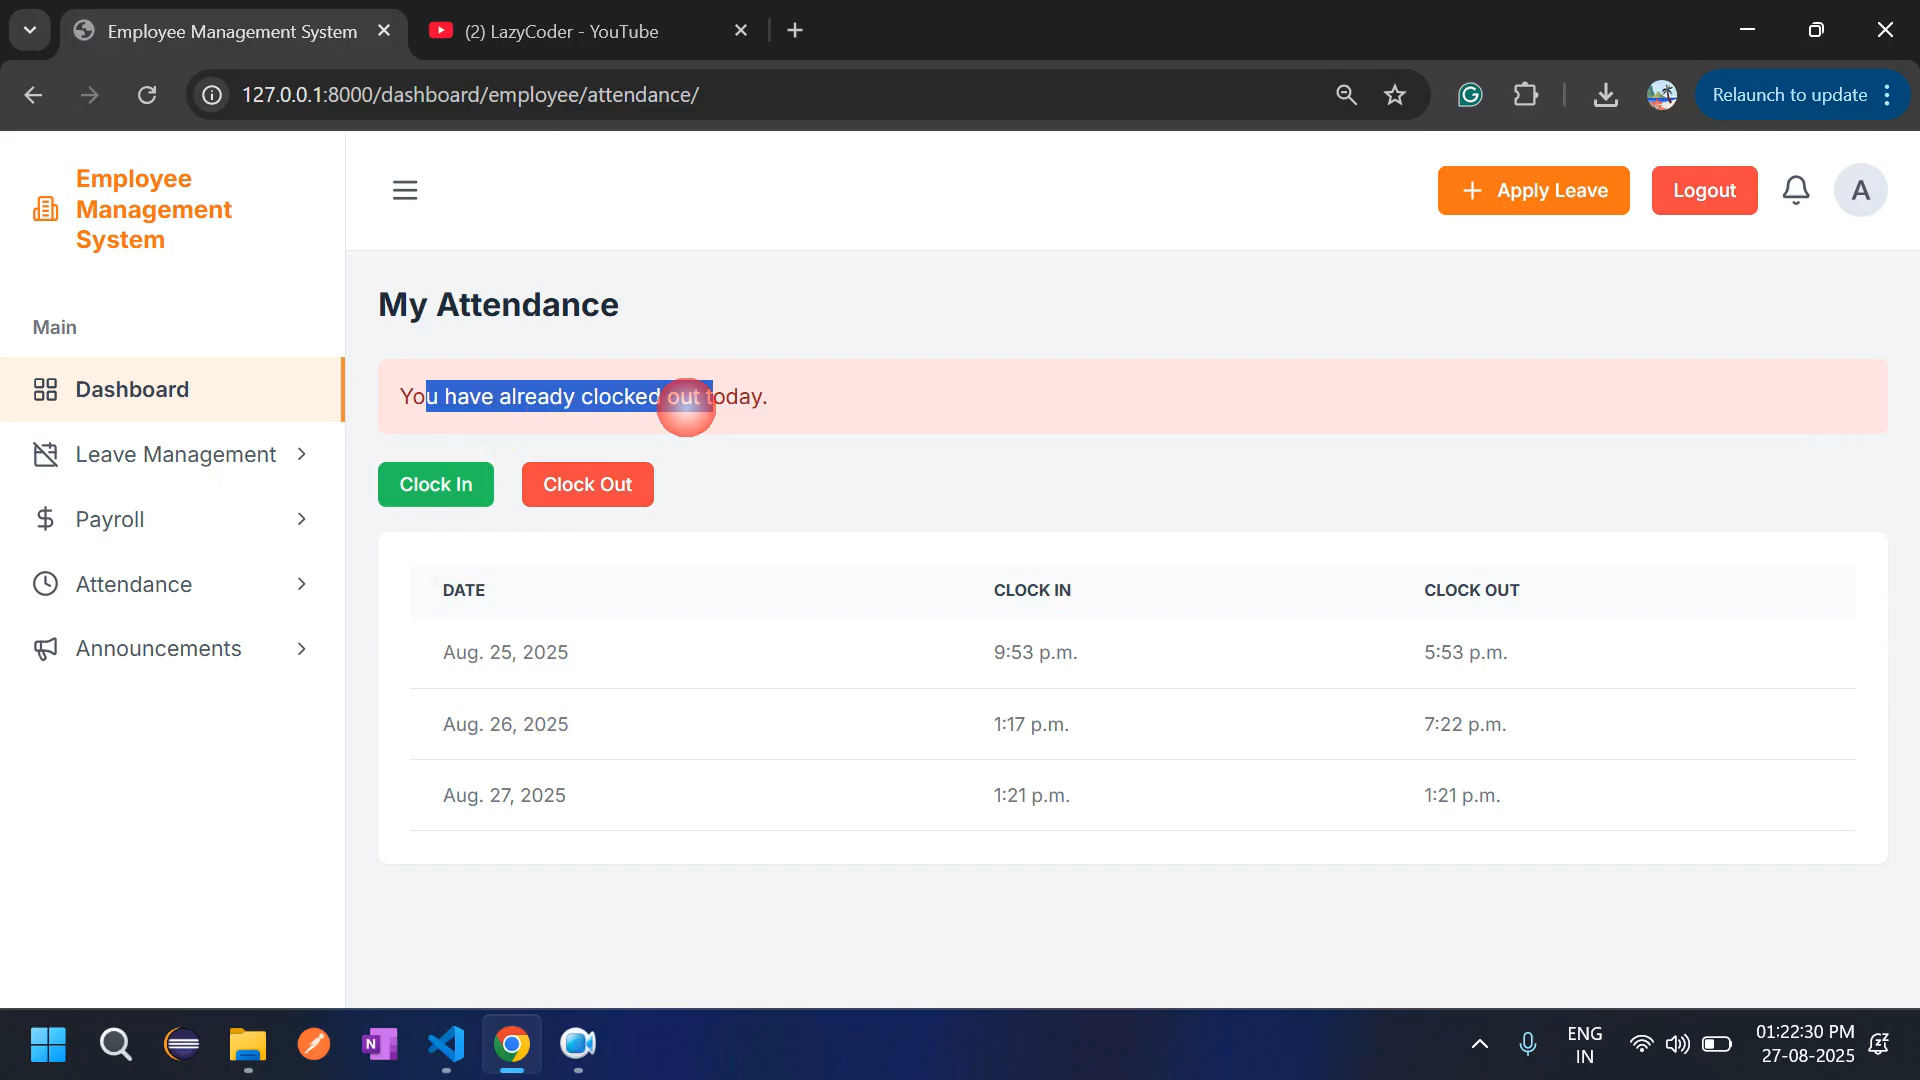 Employee Management System
(2) LazyCoder - YouTube
127.0.0.1:8000/dashboard/employee/attendance/
Relaunch to update
Employee
Management
System
Apply Leave
Logout
A
Main
Dashboard
Leave Management
Payroll
Attendance
Announcements
My Attendance
You have already clocked out today.
Clock In
Clock Out
DATE CLOCK IN CLOCK OUT
Aug. 25, 2025 9:53 p.m. 5:53 p.m.
Aug. 26, 2025 1:17 p.m. 7:22 p.m.
Aug. 27, 2025 1:21 p.m. 1:21 p.m.
N
ENG
IN
01:22:30 PM
27-08-2025